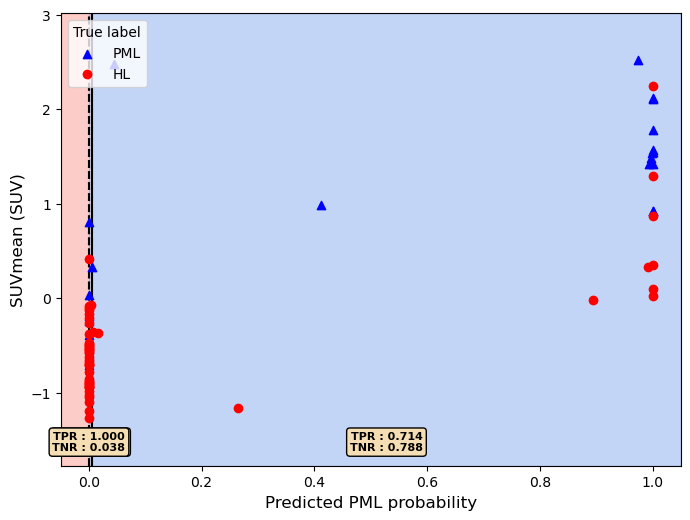 True label
PML
HL
3
2
1
0
−1
SUVmean (SUV)
TPR : 1.000
TNR : 0.038
TPR : 0.714
TNR : 0.788
0.0 0.2 0.4 0.6 0.8 1.0
Predicted PML probability